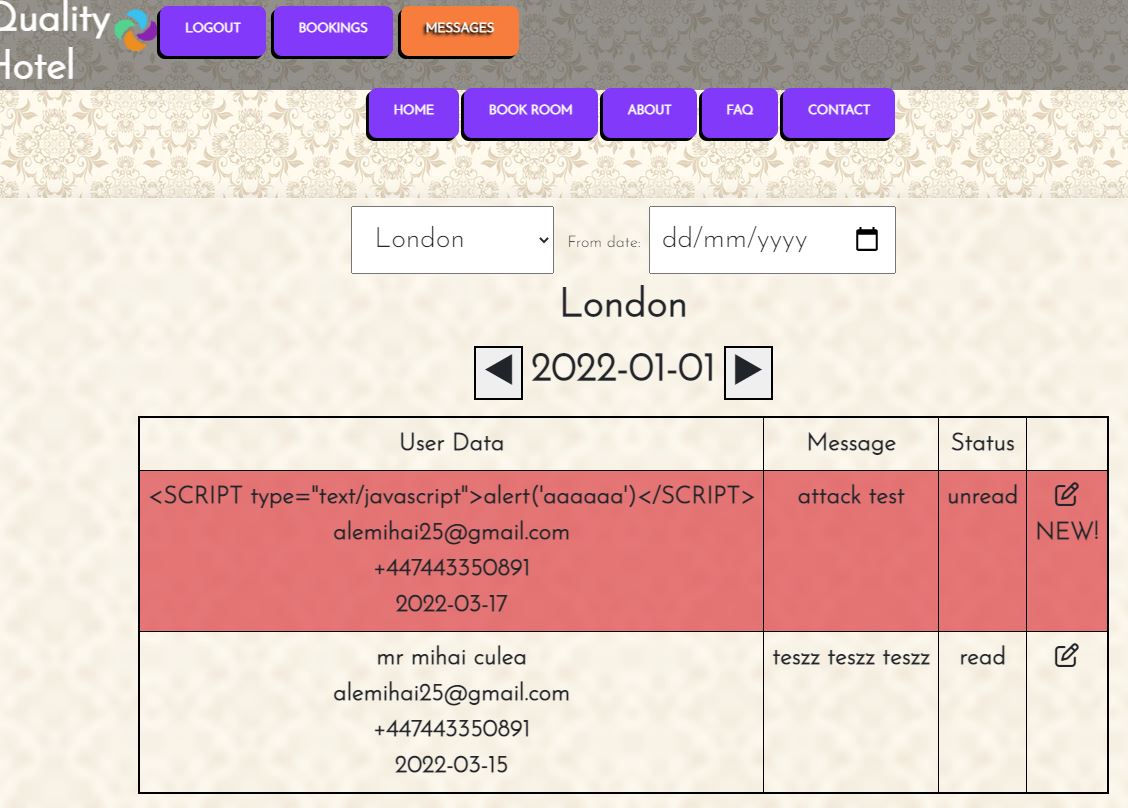 Quality
Hotel
LOGOUT BOOKINGS MESSAGES
HOME BOOK ROOM ABOUT FAQ CONTACT
London From date: dd/mm/yyyy
London
2022-01-01
User Data Message Status
<SCRIPT type="text/javascript">alert('aaaaaa')</SCRIPT> attack test unread
alemihai25@gmail.com NEW!
+447443350891
2022-03-17
mr mihai culea teszz teszz teszz read
alemihai25@gmail.com
+447443350891
2022-03-15